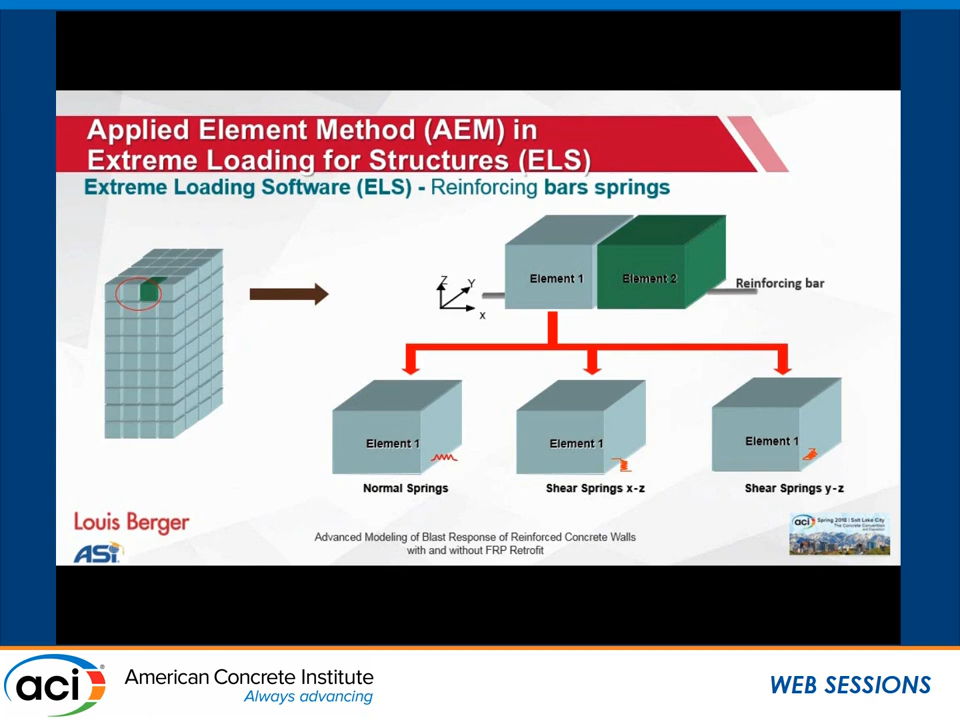 Applied Element Method (AEM) in
Extreme Loading for Structures (ELS)
Extreme Loading Software (ELS) - Reinforcing bars springs
Element 1
Element 2
Reinforcing bar
Z
Y
x
Element 1
Element 1
Element 1
Normal Springs
Shear Springs x-z
Shear Springs y-z
Louis Berger
ASI
Advanced Modeling of Blast Response of Reinforced Concrete Walls
with and without FRP Retrofit
aci Spring 2018 | Salt Lake City
The Concrete Convention
and Exposition
aci
American Concrete Institute
Always advancing
WEB SESSIONS